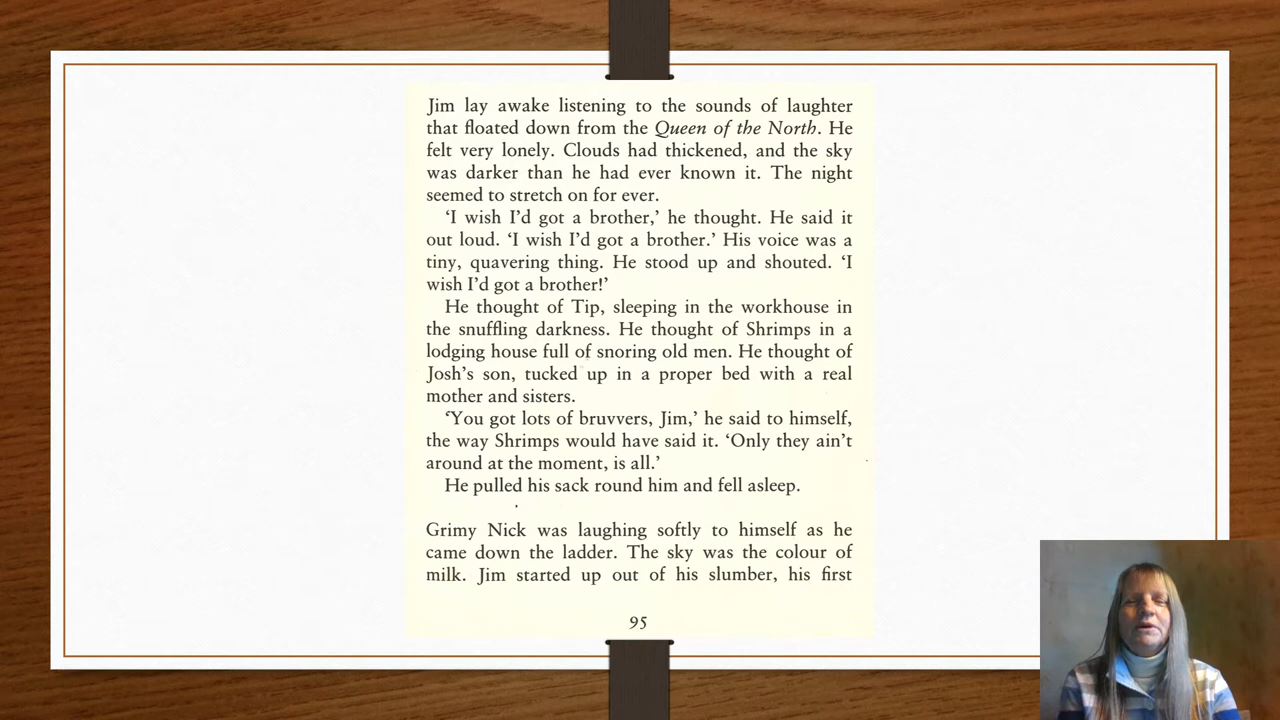 Jim lay awake listening to the sounds of laughter
that floated down from the Queen of the North. He
felt very lonely. Clouds had thickened, and the sky
was darker than he had ever known it. The night
seemed to stretch on for ever.
‘I wish I’d got a brother,’ he thought. He said it
out loud. ‘I wish I’d got a brother.’ His voice was a
tiny, quavering thing. He stood up and shouted. ‘I
wish I’d got a brother!’
He thought of Tip, sleeping in the workhouse in
the snuffling darkness. He thought of Shrimps in a
lodging house full of snoring old men. He thought of
Josh’s son, tucked up in a proper bed with a real
mother and sisters.
‘You got lots of bruvvers, Jim,’ he said to himself,
the way Shrimps would have said it. ‘Only they ain’t
around at the moment, is all.’
He pulled his sack round him and fell asleep.
Grimy Nick was laughing softly to himself as he
came down the ladder. The sky was the colour of
milk. Jim started up out of his slumber, his first
95